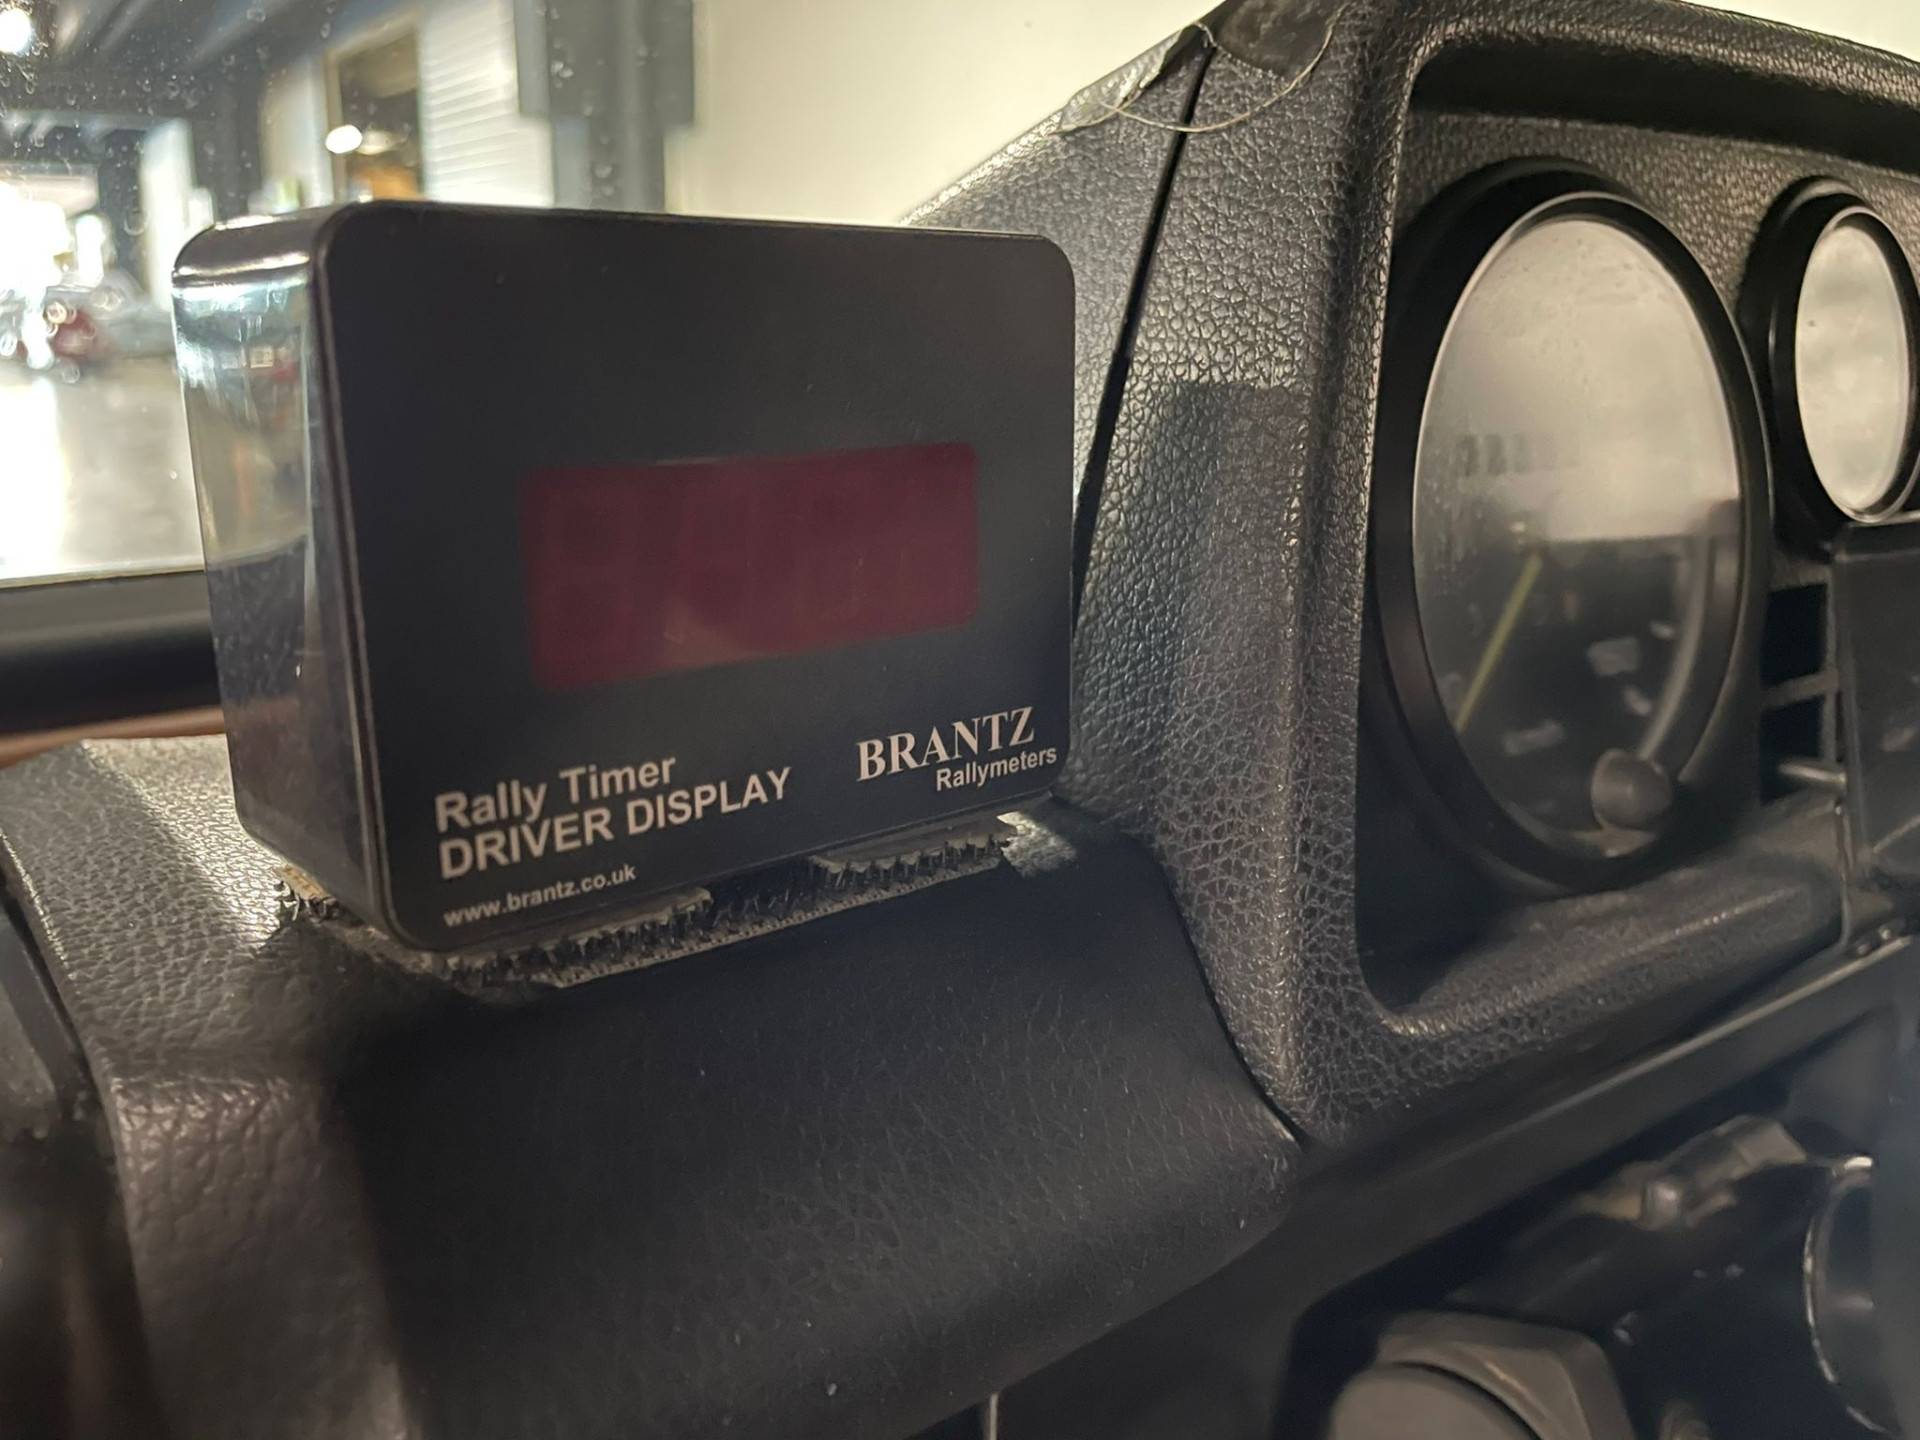 Rally Timer
DRIVER DISPLAY
www.brantz.co.uk
BRANTZ
Rallymeters